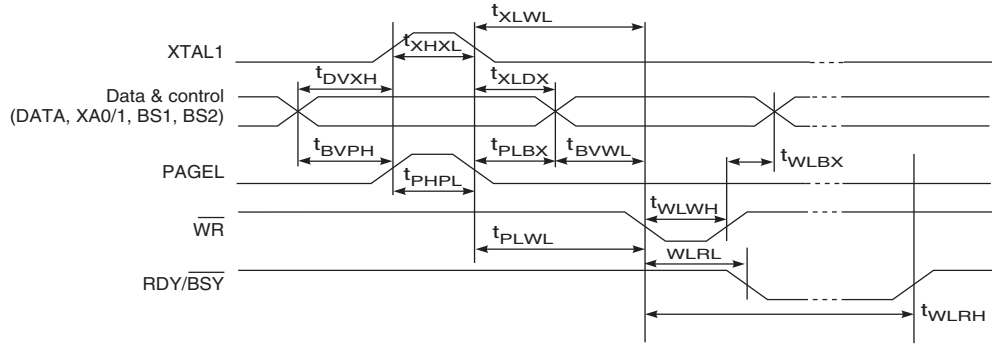 tXLWL
XTAL1
tXHXL
tDVXH
tXLDX
Data & control
(DATA, XA0/1, BS1, BS2)
tBVPH
tPLBX
tBVWL
tWLBX
PAGEL
tPHPL
tWLWH
WR
tPLWL
WLRL
RDY/BSY
tWLRH